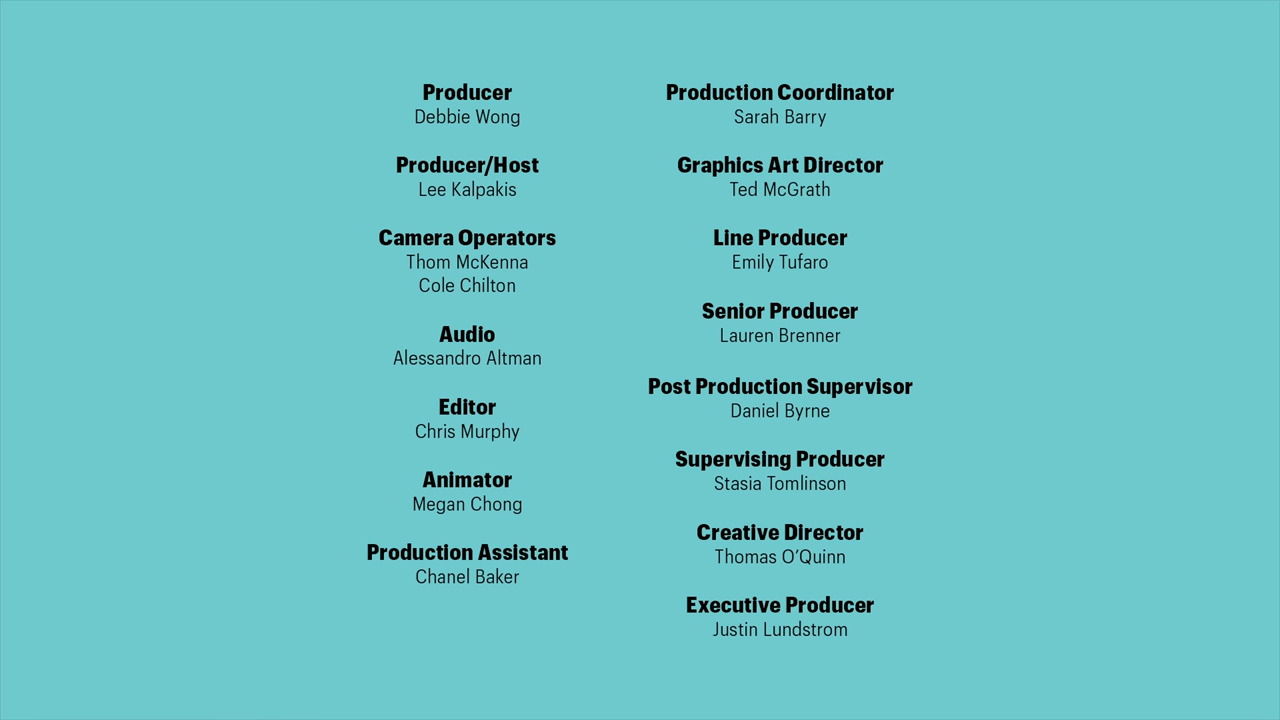 Producer
Debbie Wong
Producer/Host
Lee Kalpakis
Camera Operators
Thom McKenna
Cole Chilton
Audio
Alessandro Altman
Editor
Chris Murphy
Animator
Megan Chong
Production Assistant
Chanel Baker
Production Coordinator
Sarah Barry
Graphics Art Director
Ted McGrath
Line Producer
Emily Tufaro
Senior Producer
Lauren Brenner
Post Production Supervisor
Daniel Byrne
Supervising Producer
Stasia Tomlinson
Creative Director
Thomas O’Quinn
Executive Producer
Justin Lundstrom